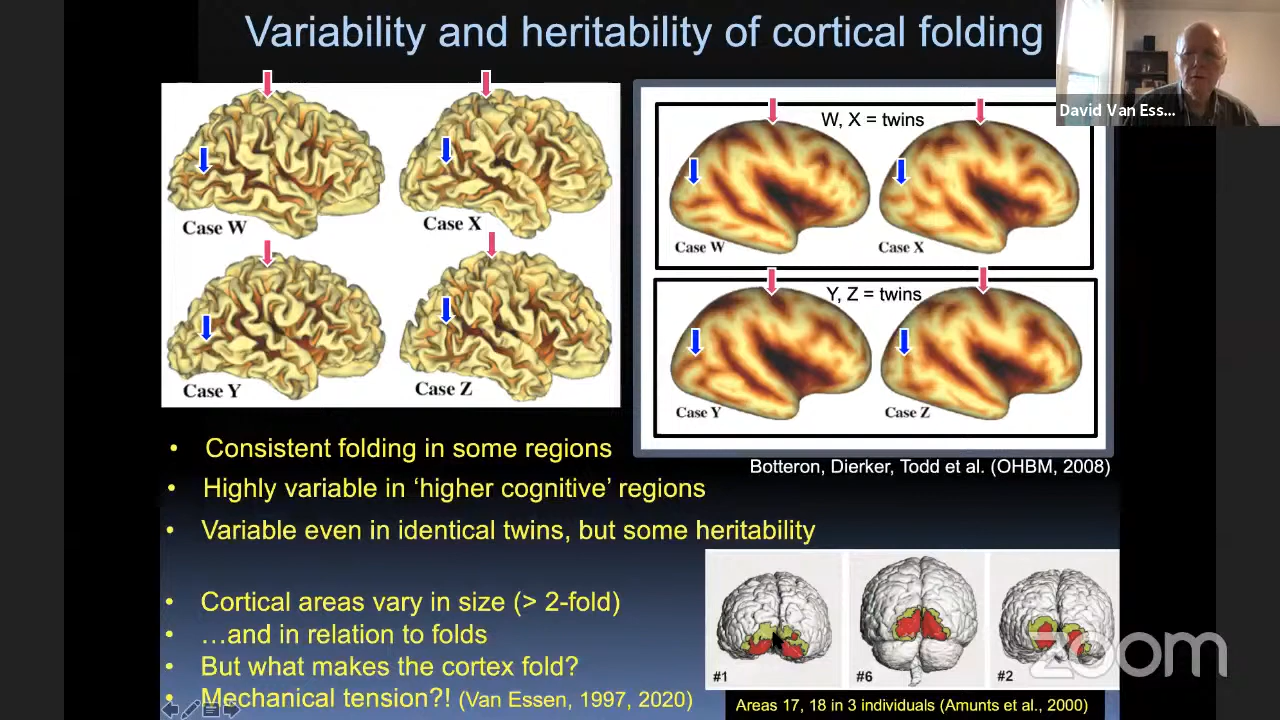 Variability and heritability of cortical folding
David Van Ess...
W, X = twins
Case W
Case X
Case W
Case X
Y, Z = twins
Case Y
Case Z
Case Y
Case Z
• Consistent folding in some regions
Botteron, Dierker, Todd et al. (OHBM, 2008)
• Highly variable in ‘higher cognitive’ regions
• Variable even in identical twins, but some heritability
• Cortical areas vary in size (> 2-fold)
• …and in relation to folds
• But what makes the cortex fold?
• Mechanical tension?! (Van Essen, 1997, 2020)
zoom
#1
#6
#2
Areas 17, 18 in 3 individuals (Amunts et al., 2000)